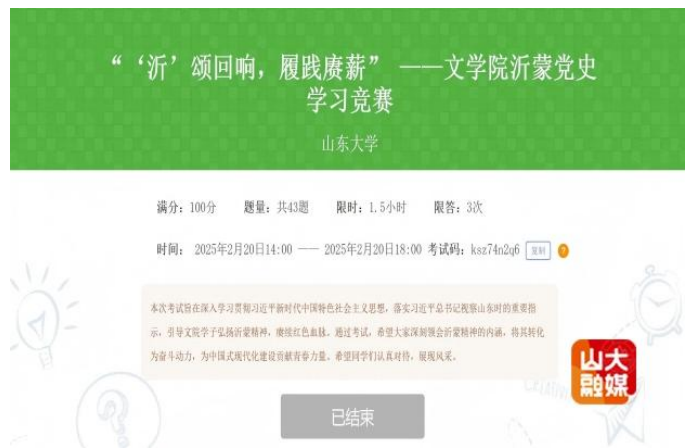 “‘沂’颂回响，履践赓薪”——文学院沂蒙党史
学习竞赛
山东大学
满分：100分 题量：共43题 限时：1.5小时 限答：3次
时间： 2025年2月20日14:00 —— 2025年2月20日18:00 考试码：ksz74n2q6 复制 ?
本次考试旨在深入学习贯彻习近平新时代中国特色社会主义思想，落实习近平总书记视察山东时的重要指
示，引导文院学子弘扬沂蒙精神，赓续红色血脉。通过考试，希望大家深刻领会沂蒙精神的内涵，将其转化
为奋斗动力，为中国式现代化建设贡献青春力量。希望同学们认真对待，展现风采。
山大
融媒
已结束